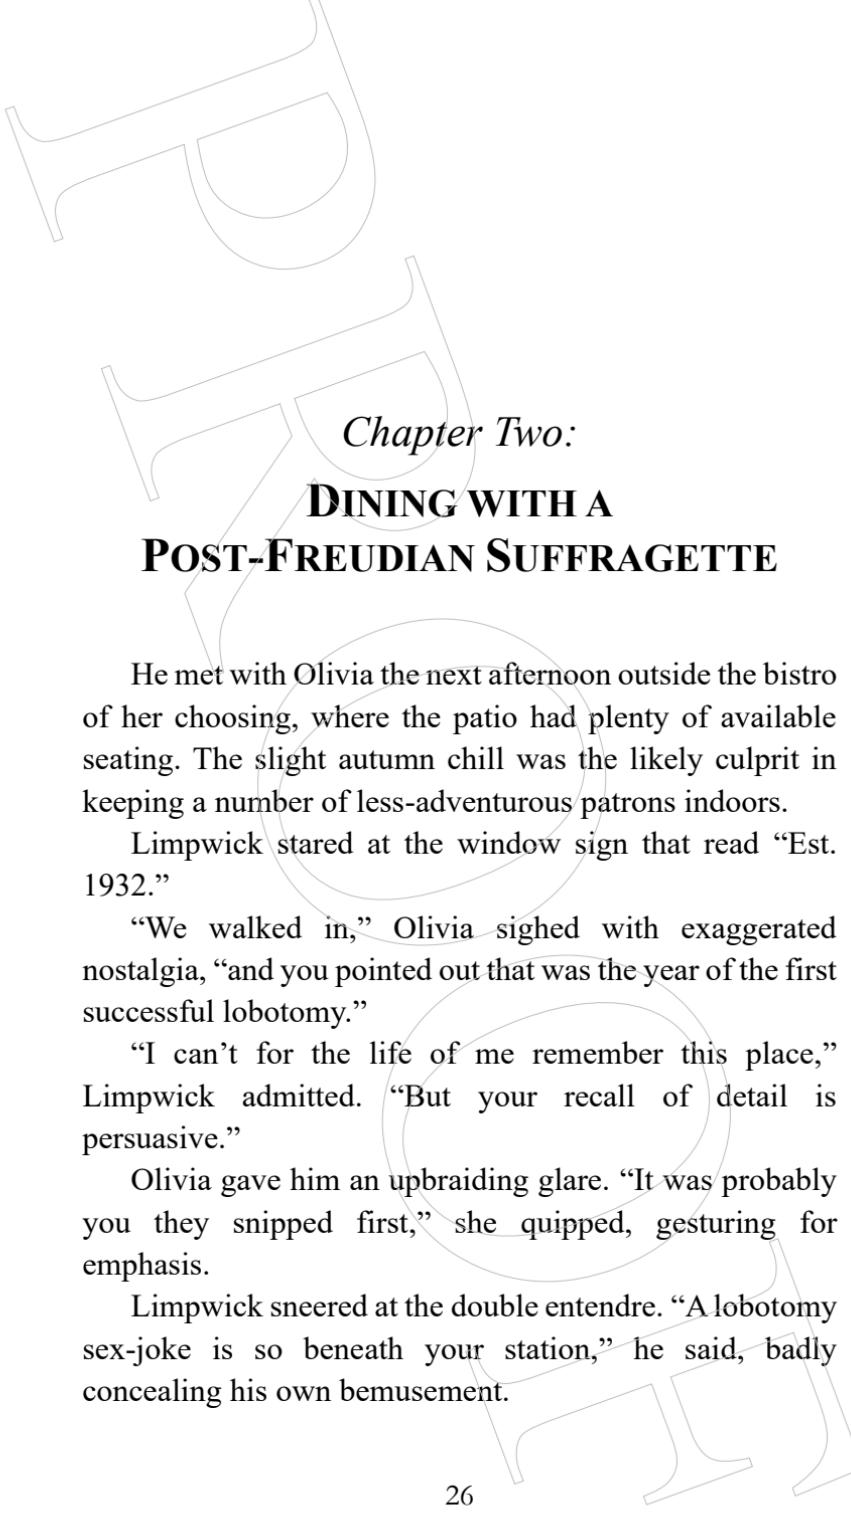 PROOF
Chapter Two:
DINING WITH A
POST-FREUDIAN SUFFRAGETTE
He met with Olivia the next afternoon outside the bistro
of her choosing, where the patio had plenty of available
seating. The slight autumn chill was the likely culprit in
keeping a number of less-adventurous patrons indoors.
Limpwick stared at the window sign that read “Est.
1932.”
“We walked in,” Olivia sighed with exaggerated
nostalgia, “and you pointed out that was the year of the first
successful lobotomy.”
“I can’t for the life of me remember this place,”
Limpwick admitted. “But your recall of detail is
persuasive.”
Olivia gave him an upbraiding glare. “It was probably
you they snipped first,” she quipped, gesturing for
emphasis.
Limpwick sneered at the double entendre. “A lobotomy
sex-joke is so beneath your station,” he said, badly
concealing his own bemusement.
26